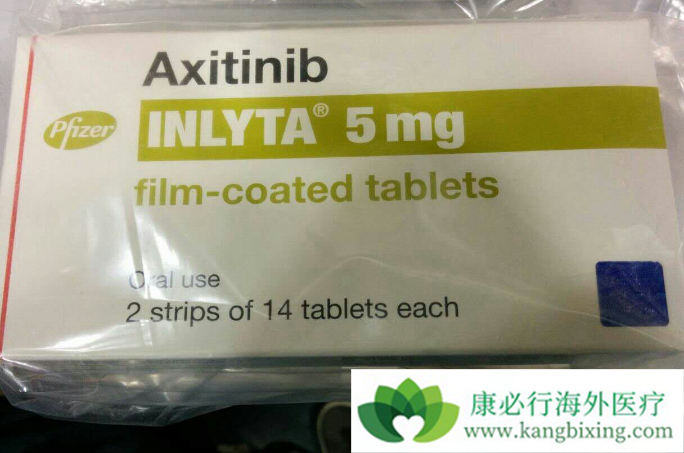 Axitinib
Pfizer
INLYTA® 5 mg
film-coated tablets
Oral use
2 strips of 14 tablets each
康必行海外医疗
www.kangbixing.com